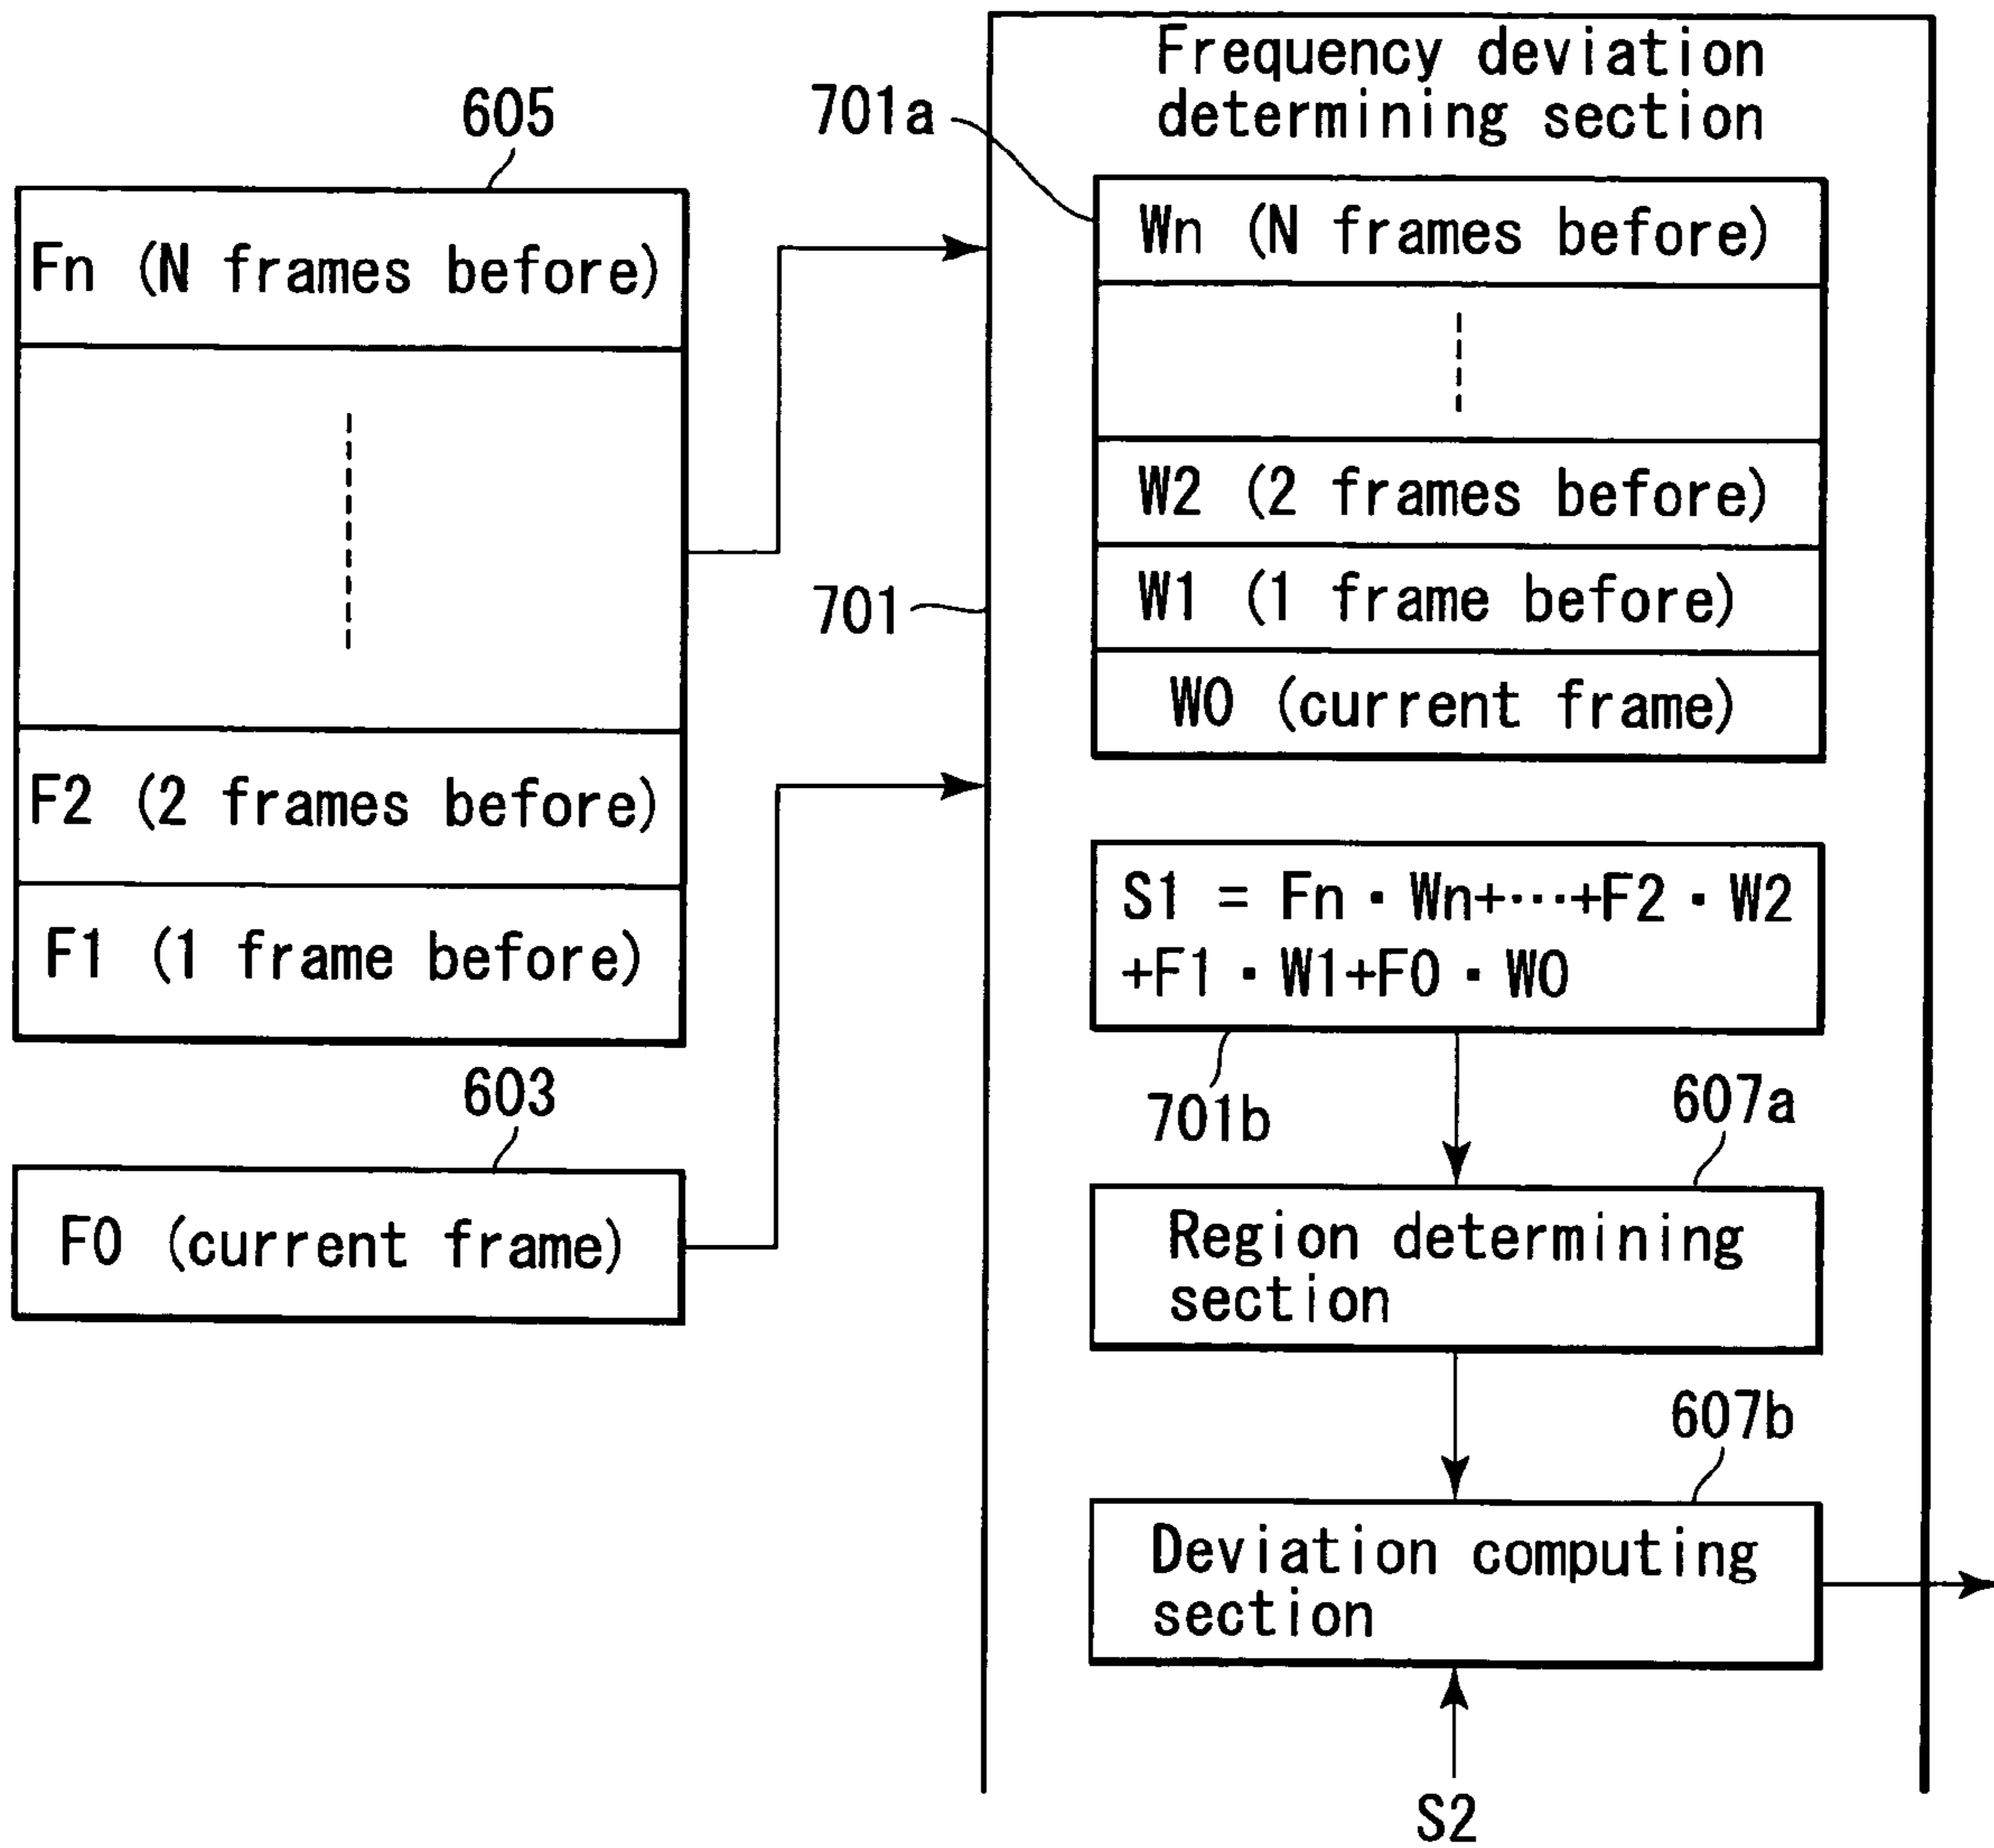 605
Fn (N frames before)
F2 (2 frames before)
F1 (1 frame before)
603
F0 (current frame)
Frequency deviation
determining section
701a
Wn (N frames before)
W2 (2 frames before)
W1 (1 frame before)
W0 (current frame)
701
S1 = Fn・Wn+⋯+F2・W2
+F1・W1+F0・W0
701b
607a
Region determining
section
607b
Deviation computing
section
S2